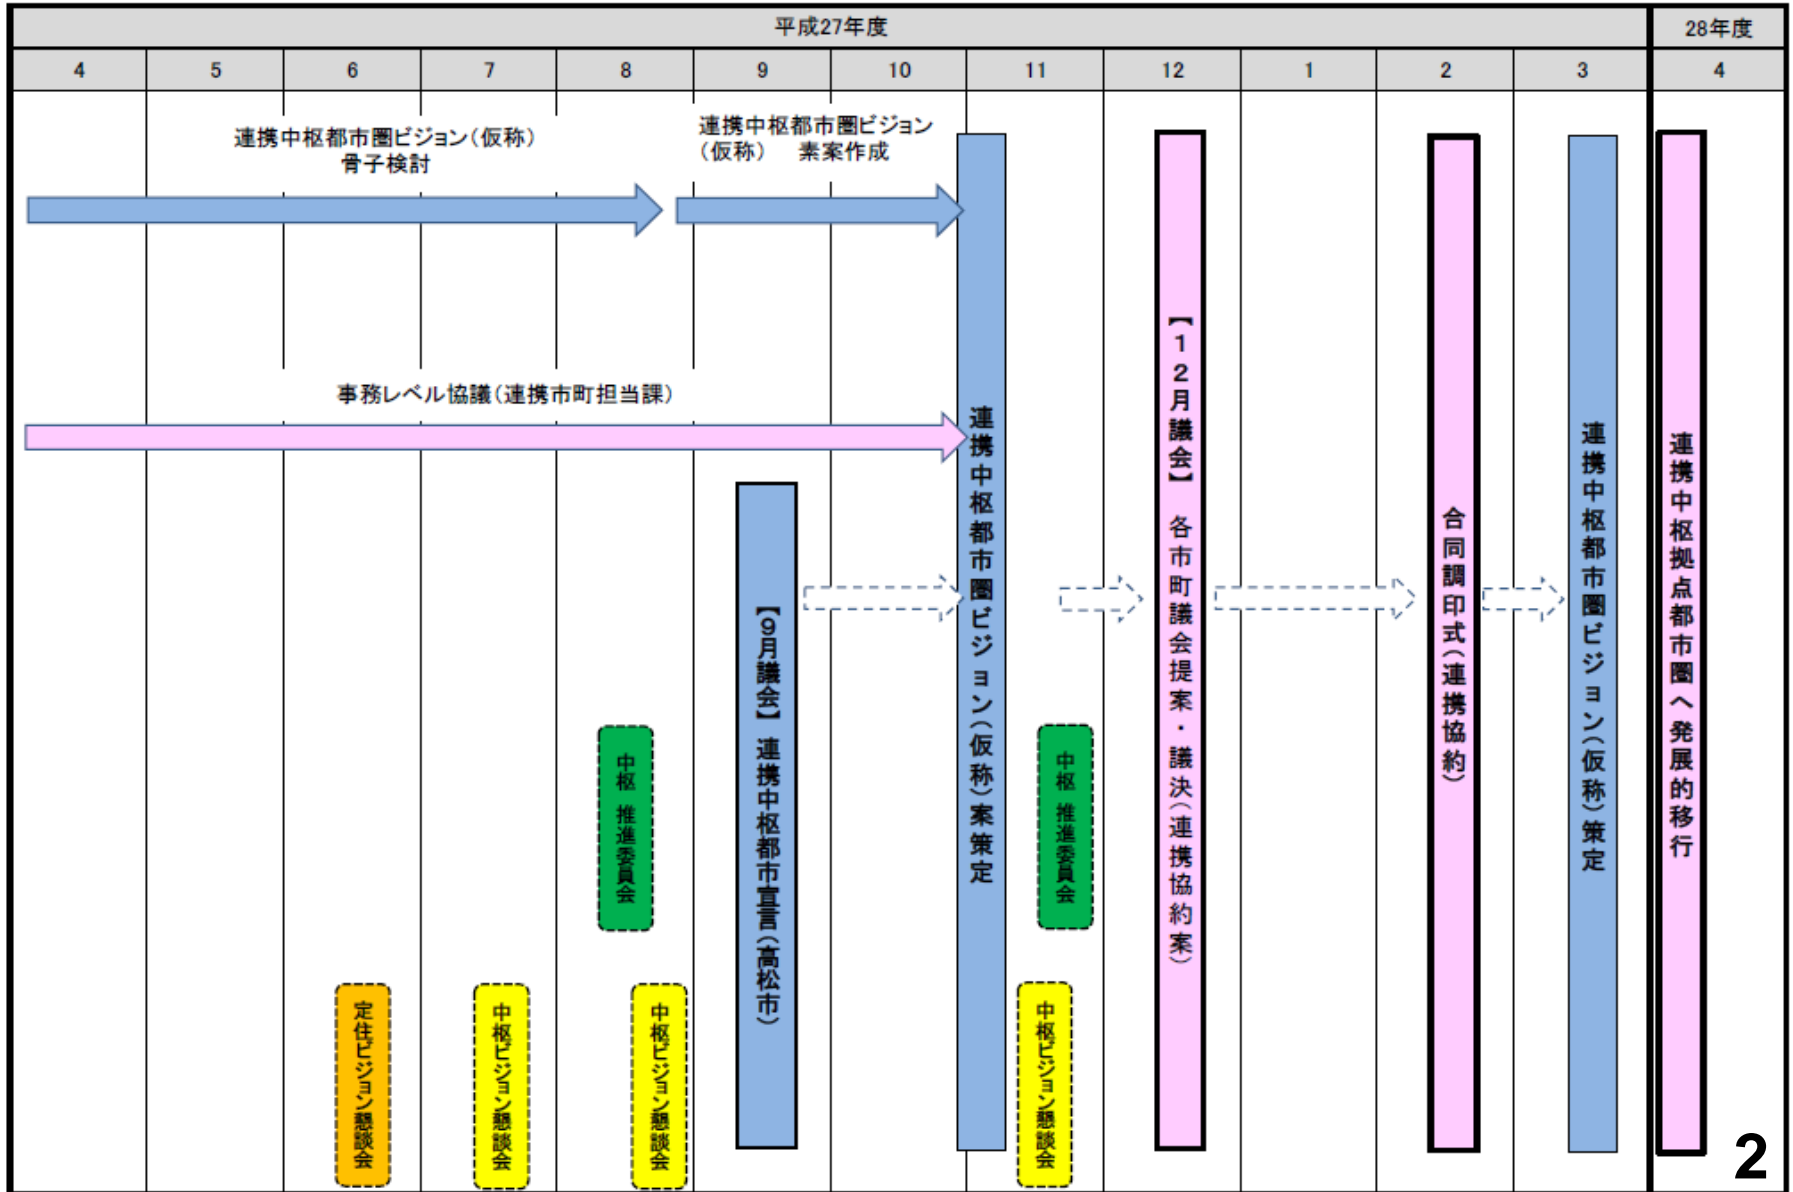 平成27年度
28年度
4
5
6
7
8
9
10
11
12
1
2
3
4
連携中枢都市圏ビジョン(仮称)
骨子検討
連携中枢都市圏ビジョン
(仮称) 素案作成
事務レベル協議(連携市町担当課)
定住ビジョン懇談会
中枢ビジョン懇談会
中枢 推進委員会
中枢ビジョン懇談会
【9月議会】 連携中枢都市宣言(高松市)
連携中枢都市圏ビジョン(仮称)案策定
中枢 推進委員会
中枢ビジョン懇談会
【12月議会】 各市町議会提案・議決(連携協約案)
合同調印式(連携協約)
連携中枢都市圏ビジョン(仮称)策定
連携中枢拠点都市圏へ発展的移行
2